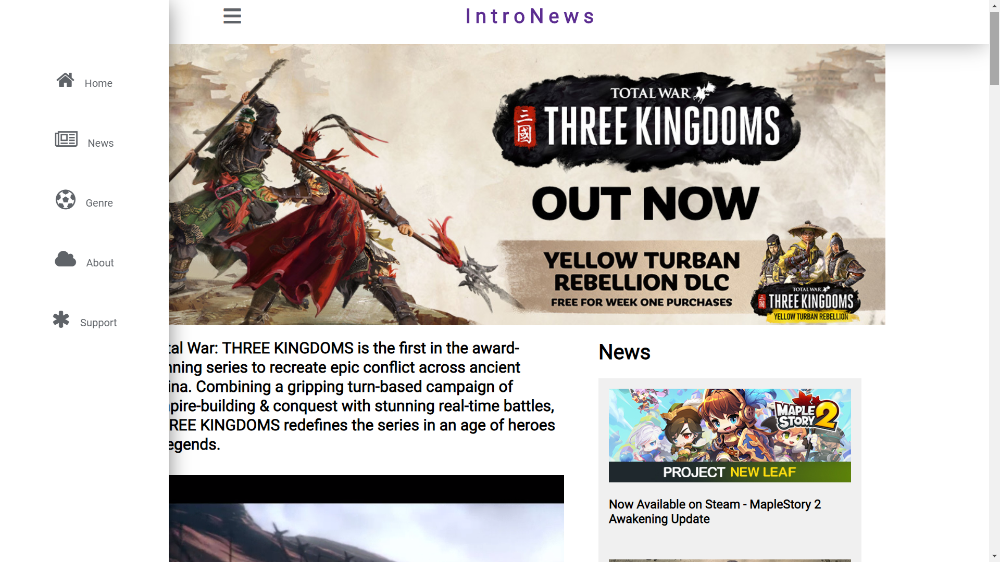 IntroNews
Home
News
Genre
About
Support
TOTAL WAR
三國
THREE KINGDOMS
OUT NOW
YELLOW TURBAN
REBELLION DLC
FREE FOR WEEK ONE PURCHASES
TOTAL WAR
三國
THREE KINGDOMS
YELLOW TURBAN REBELLION
tal War: THREE KINGDOMS is the first in the award-
nning series to recreate epic conflict across ancient
ina. Combining a gripping turn-based campaign of
pire-building & conquest with stunning real-time battles,
REE KINGDOMS redefines the series in an age of heroes
egends.
News
MAPLE
STORY 2
PROJECT NEW LEAF
Now Available on Steam - MapleStory 2
Awakening Update